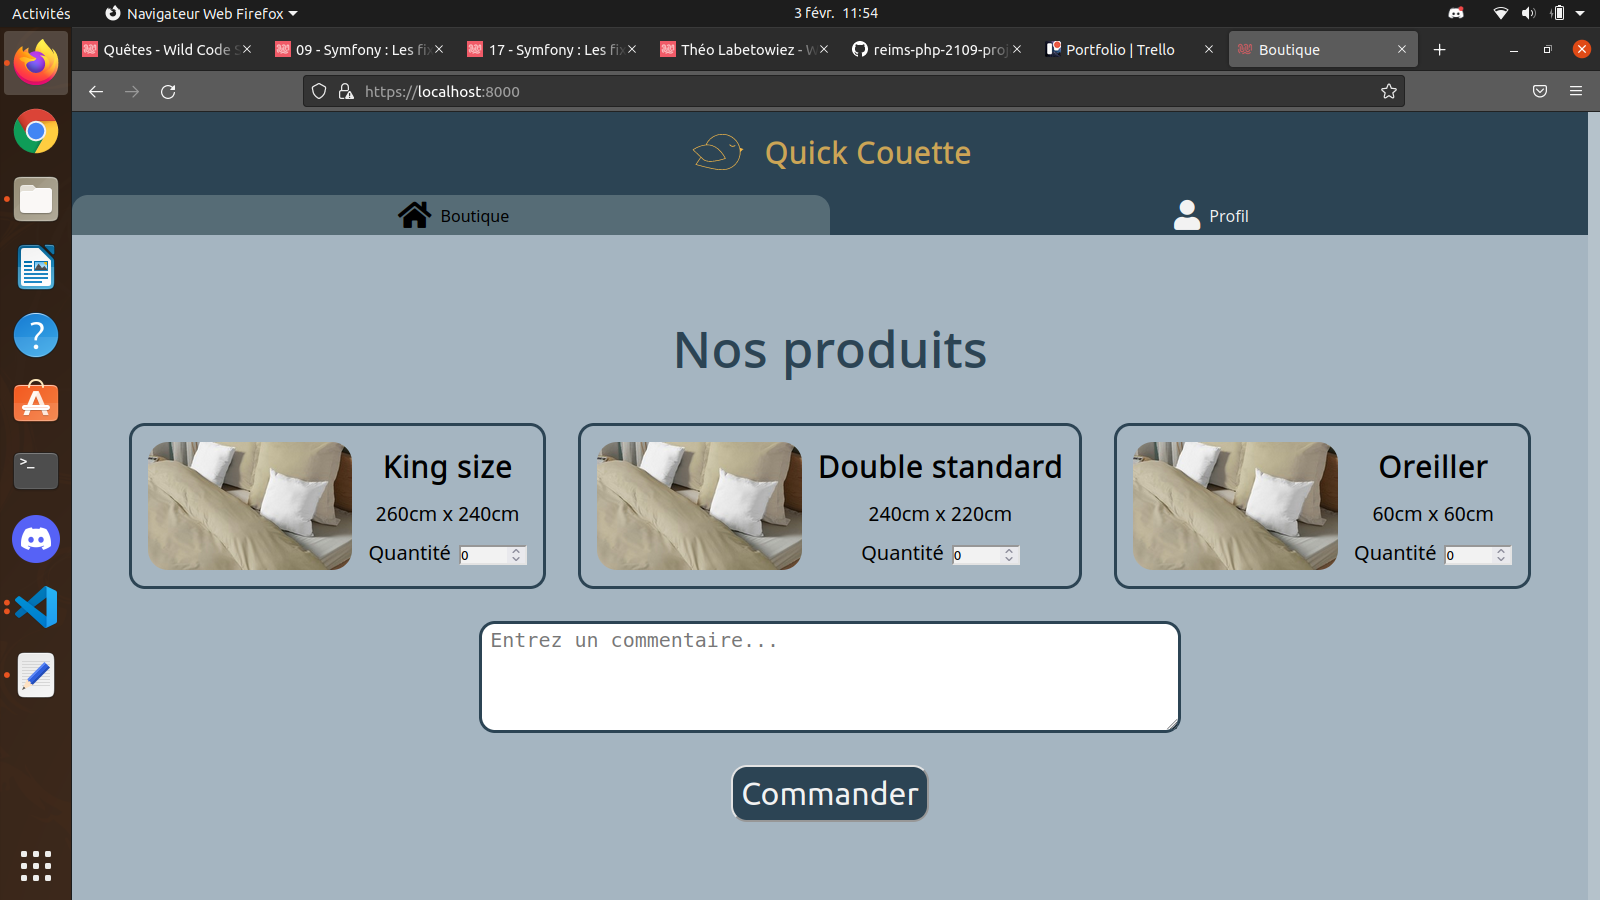 Activités
Navigateur Web Firefox
3 févr. 11:54
Quêtes - Wild Code S
09 - Symfony : Les fix
17 - Symfony : Les fix
Théo Labetowiez - W
reims-php-2109-proj
Portfolio | Trello
Boutique
https://localhost:8000
Quick Couette
Boutique
Profil
Nos produits
King size
260cm x 240cm
Quantité 0
Double standard
240cm x 220cm
Quantité 0
Oreiller
60cm x 60cm
Quantité 0
Entrez un commentaire...
Commander